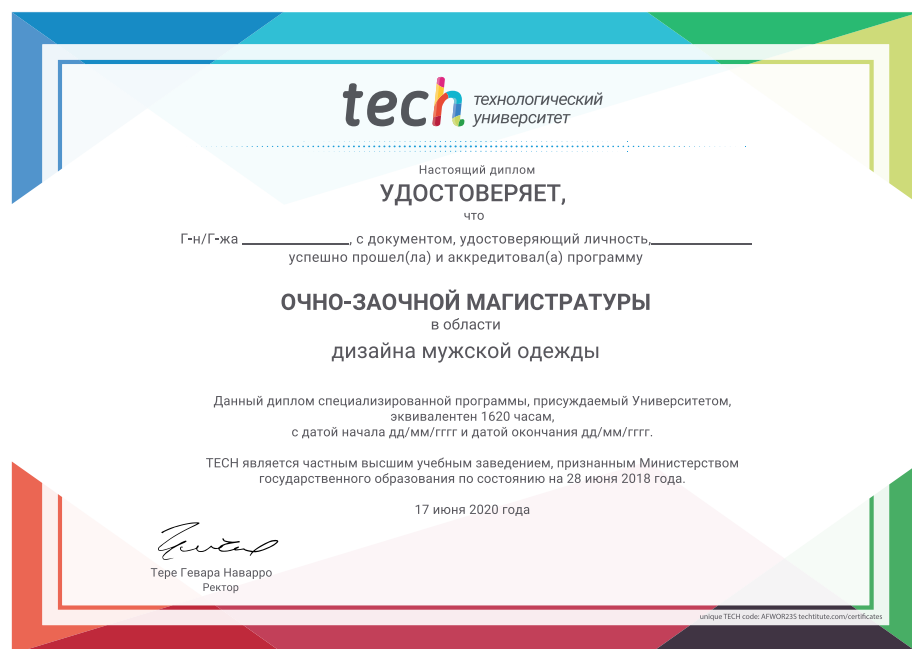 tech технологический
университет
Настоящий диплом
УДОСТОВЕРЯЕТ,
что
Г-н/Г-жа ______________, с документом, удостоверяющий личность,_____________
успешно прошел(ла) и аккредитовал(а) программу
ОЧНО-ЗАОЧНОЙ МАГИСТРАТУРЫ
в области
дизайна мужской одежды
Данный диплом специализированной программы, присуждаемый Университетом,
эквивалентен 1620 часам,
с датой начала дд/мм/гггг и датой окончания дд/мм/гггг.
TECH является частным высшим учебным заведением, признанным Министерством
государственного образования по состоянию на 28 июня 2018 года.
17 июня 2020 года
Тере Гевара Наварро
Ректор
unique TECH code: AFWOR235 techtitute.com/certificates